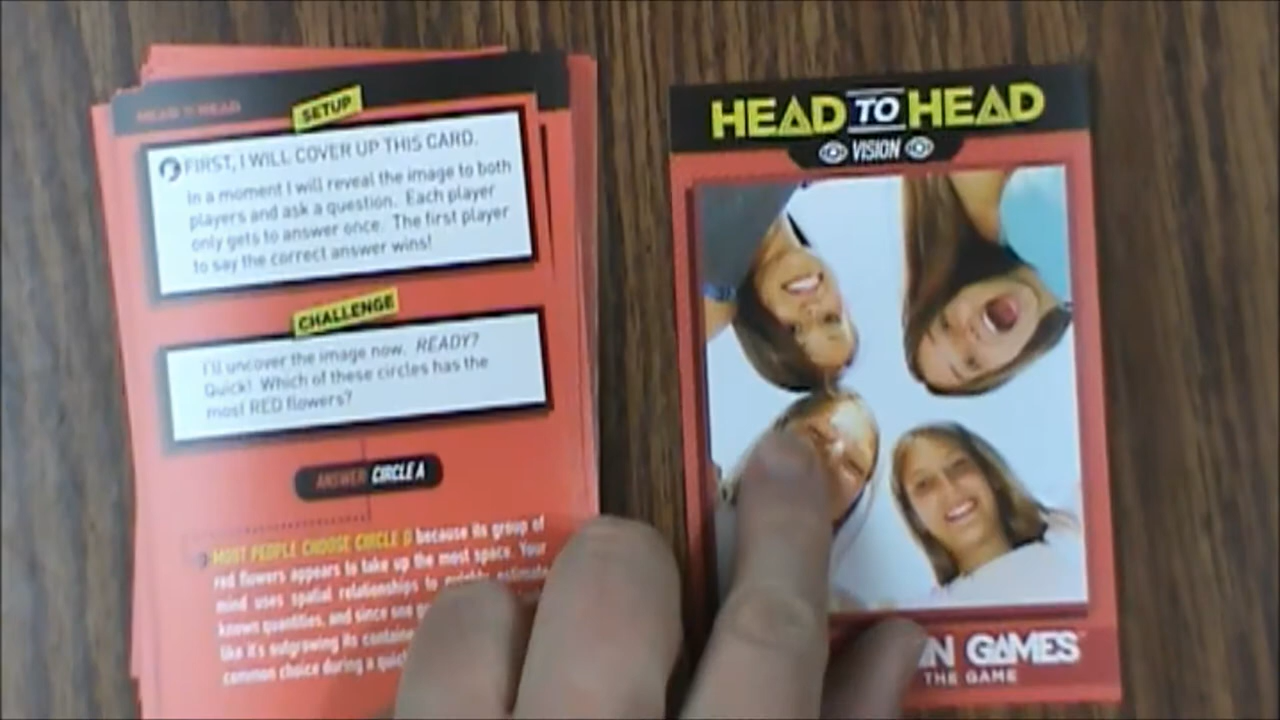 HEAD TO HEAD
SETUP
FIRST, I WILL COVER UP THIS CARD.
In a moment I will reveal the image to both
players and ask a question. Each player
only gets to answer once. The first player
to say the correct answer wins!
CHALLENGE
I'll uncover the image now. READY?
Quick! Which of these circles has the
most RED flowers?
ANSWER CIRCLE A
MOST PEOPLE CHOOSE CIRCLE because its group of
red flowers appears to take up the most space. Your
mind uses spatial relationships to quickly estimate
known quantities, and since one
like it's outgrowing its
common choice during a
HEAD TO HEAD
VISION
GAMES
THE GAME